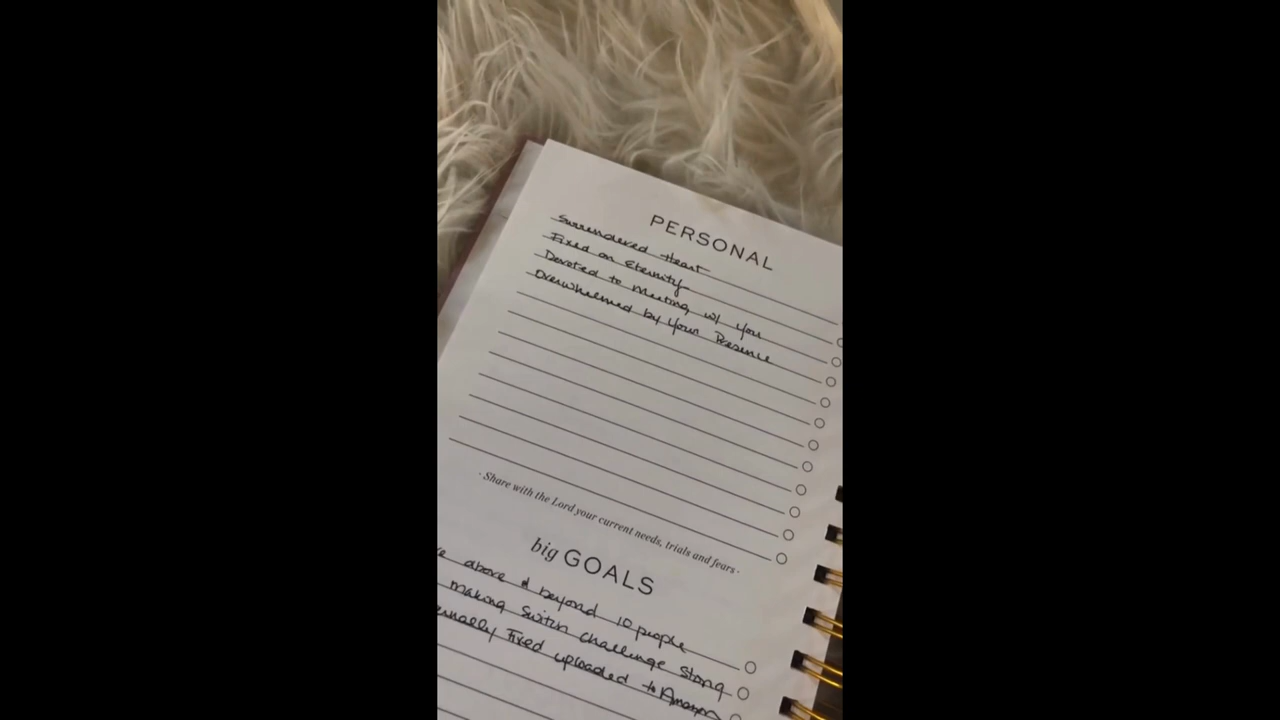 PERSONAL
Surrendered Heart
Fixed on Eternity
Devoted to Meeting w/ You
Overwhelmed by Your Presence
· Share with the Lord your current needs, trials and fears ·
big GOALS
above & beyond 10 people
making Switch challenge strong
Fixed uploaded to Amazon